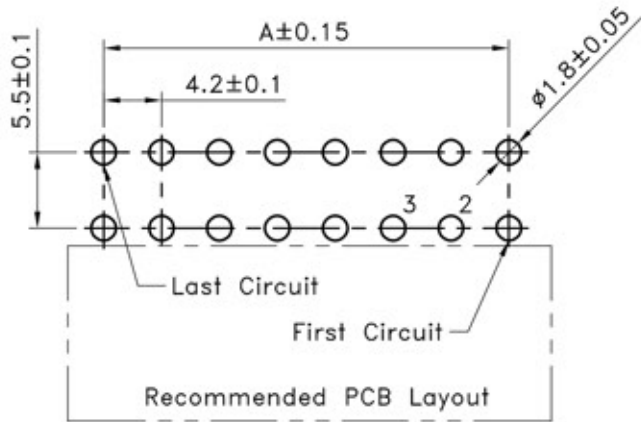 A±0.15
ø1.8±0.05
4.2±0.1
5.5±0.1
3 2
Last Circuit
First Circuit
Recommended PCB Layout